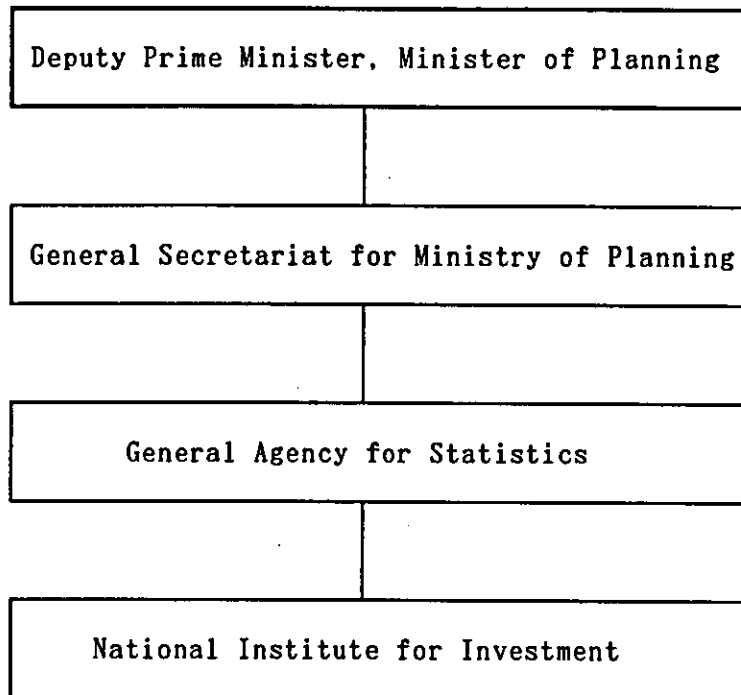 Deputy Prime Minister, Minister of Planning
General Secretariat for Ministry of Planning
General Agency for Statistics
National Institute for Investment